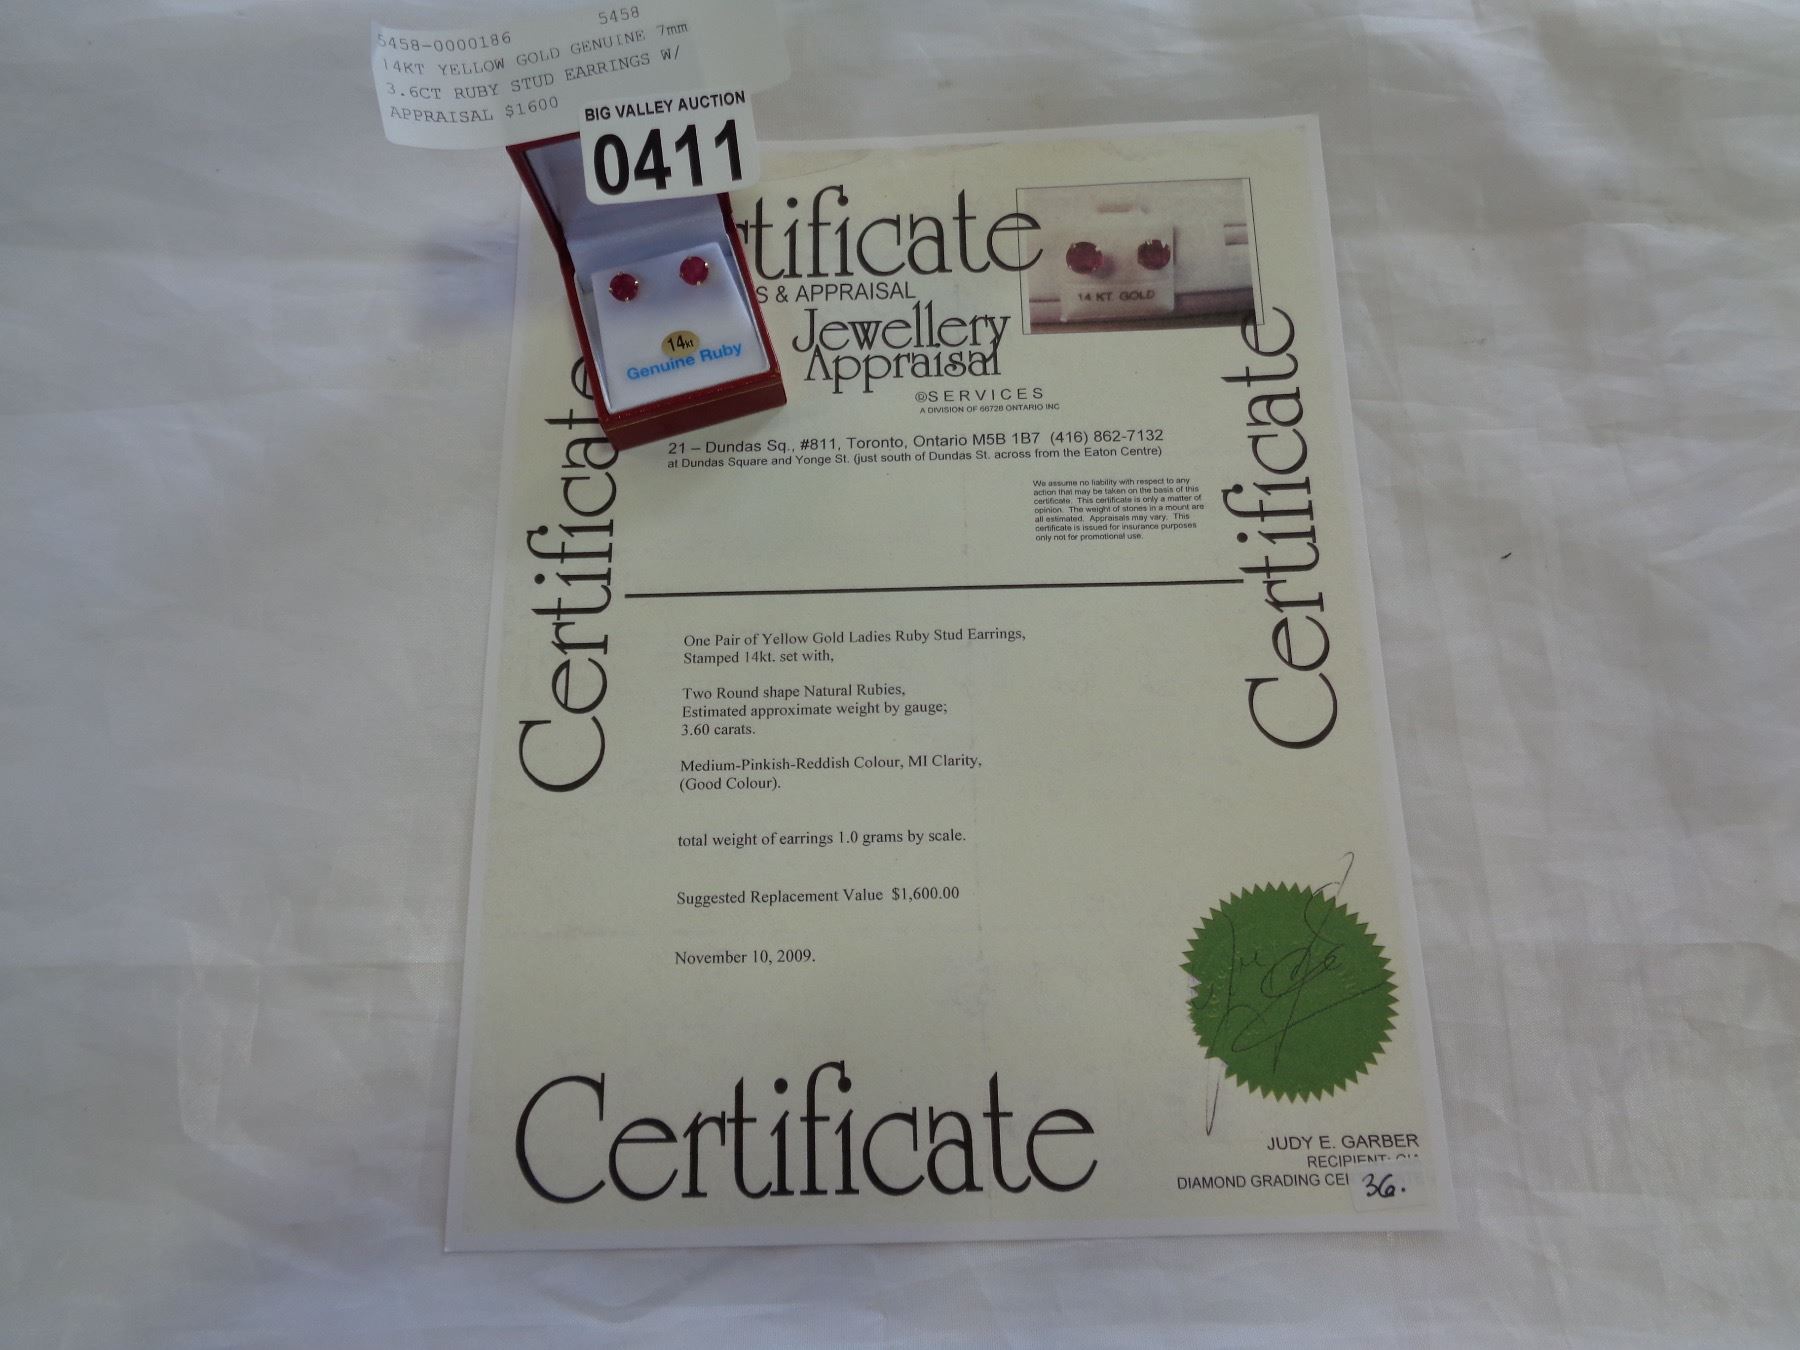 5458
5458-0000186
14KT YELLOW GOLD GENUINE 7mm
3.6CT RUBY STUD EARRINGS W/
APPRAISAL $1600
BIG VALLEY AUCTION
0411
14kt
Genuine Ruby
tificate
S & APPRAISAL
Jewellery
Appraisal
©SERVICES
A DIVISION OF 66728 ONTARIO INC
14 KT. GOLD
21 – Dundas Sq., #811, Toronto, Ontario M5B 1B7 (416) 862-7132
at Dundas Square and Yonge St. (just south of Dundas St. across from the Eaton Centre)
We assume no liability with respect to any
action that may be taken on the basis of this
certificate. This certificate is only a matter of
opinion. The weight of stones in a mount are
all estimated. Appraisals may vary. This
certificate is issued for insurance purposes
only not for promotional use.
Certificate
Certificate
One Pair of Yellow Gold Ladies Ruby Stud Earrings,
Stamped 14kt. set with,
Two Round shape Natural Rubies,
Estimated approximate weight by gauge;
3.60 carats.
Medium-Pinkish-Reddish Colour, MI Clarity,
(Good Colour).
total weight of earrings 1.0 grams by scale.
Suggested Replacement Value $1,600.00
November 10, 2009.
Certificate
JUDY E. GARBER
RECIPIENT:
DIAMOND GRADING CE
36.